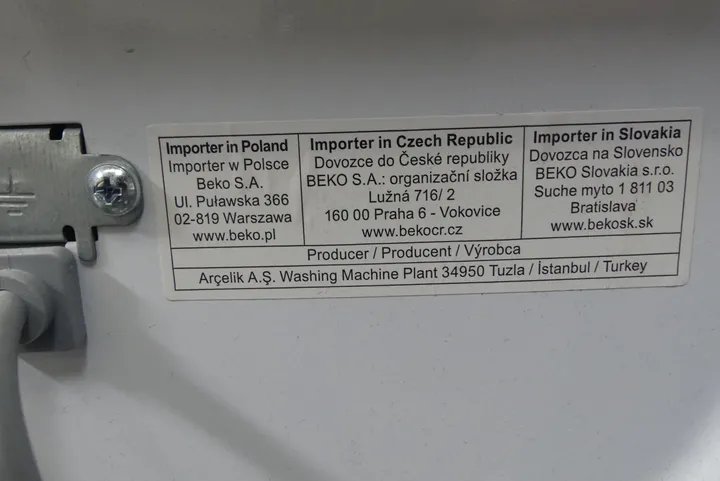 Importer in Poland
Importer w Polsce
Beko S.A.
Ul. Puławska 366
02-819 Warszawa
www.beko.pl
Importer in Czech Republic
Dovozce do České republiky
BEKO S.A.: organizační složka
Lužná 716/ 2
160 00 Praha 6 - Vokovice
www.bekocr.cz
Importer in Slovakia
Dovozca na Slovensko
BEKO Slovakia s.r.o.
Suche myto 1 811 03
Bratislava
www.bekosk.sk
Producer / Producent / Výrobca
Arçelik A.Ş. Washing Machine Plant 34950 Tuzla / İstanbul / Turkey